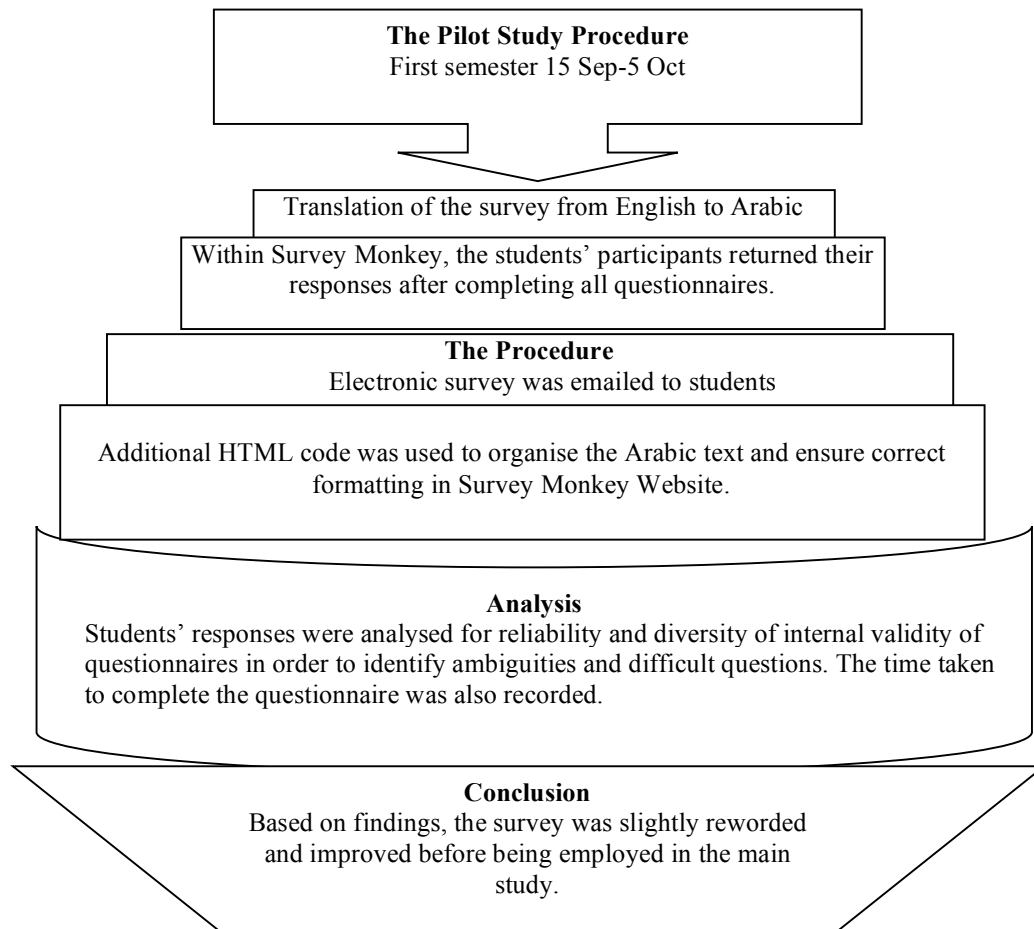 The Pilot Study Procedure
First semester 15 Sep-5 Oct
Translation of the survey from English to Arabic
Within Survey Monkey, the students’ participants returned their
responses after completing all questionnaires.
The Procedure
Electronic survey was emailed to students
Additional HTML code was used to organise the Arabic text and ensure correct
formatting in Survey Monkey Website.
Analysis
Students’ responses were analysed for reliability and diversity of internal validity of
questionnaires in order to identify ambiguities and difficult questions. The time taken
to complete the questionnaire was also recorded.
Conclusion
Based on findings, the survey was slightly reworded
and improved before being employed in the main
study.